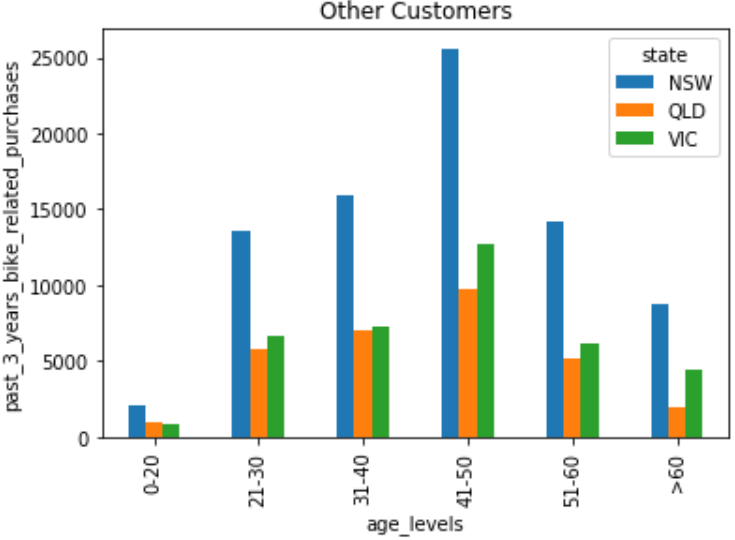 Other Customers
past_3_years_bike_related_purchases
25000
20000
15000
10000
5000
0
state
NSW
QLD
VIC
0-20
21-30
31-40
41-50
51-60
>60
age_levels